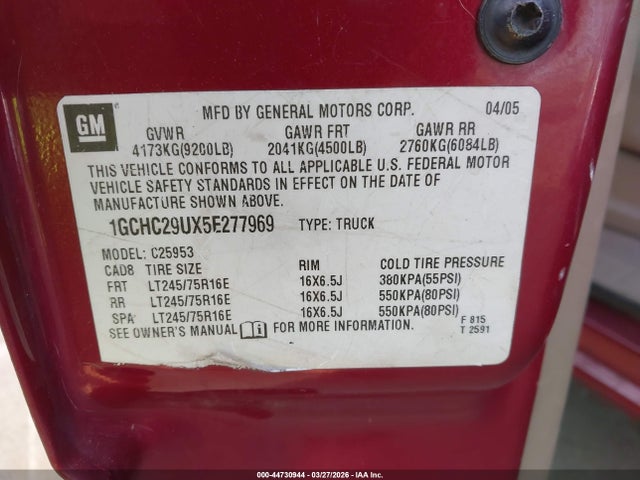 GM
MFD BY GENERAL MOTORS CORP. 04/05
GVWR GAWR FRT GAWR RR
4173KG(9200LB) 2041KG(4500LB) 2760KG(6084LB)
THIS VEHICLE CONFORMS TO ALL APPLICABLE U.S. FEDERAL MOTOR
VEHICLE SAFETY STANDARDS IN EFFECT ON THE DATE OF
MANUFACTURE SHOWN ABOVE.
1GCHC29UX5E277969 TYPE: TRUCK
MODEL: C25953
CAD8 TIRE SIZE RIM COLD TIRE PRESSURE
FRT LT245/75R16E 16X6.5J 380KPA(55PSI)
RR LT245/75R16E 16X6.5J 550KPA(80PSI)
SPA LT245/75R16E 16X6.5J 550KPA(80PSI)
SEE OWNER'S MANUAL FOR MORE INFORMATION.
F 815
T 2591
000-44730944 | 03/27/2026 | IAAI, Inc.